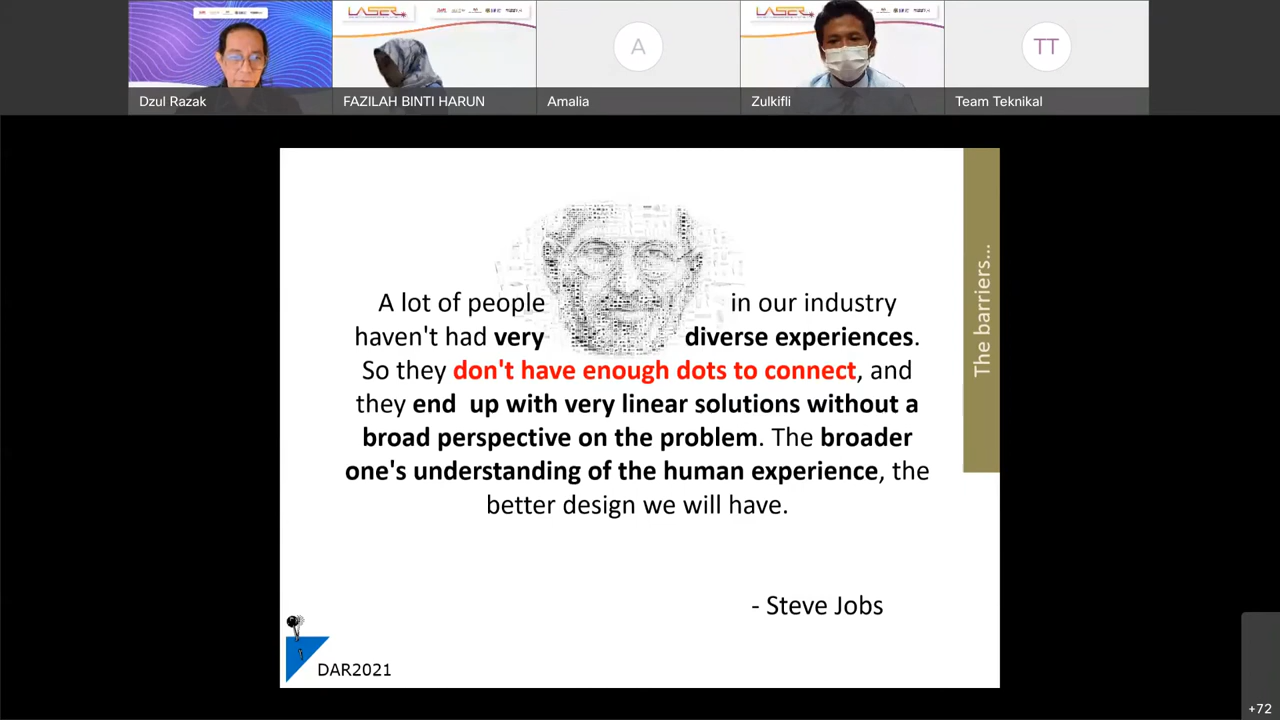 LASER
LASER
A
TT
Dzul Razak
FAZILAH BINTI HARUN
Amalia
Zulkifli
Team Teknikal
The barriers...
A lot of people in our industry
haven't had very diverse experiences.
So they don't have enough dots to connect, and
they end up with very linear solutions without a
broad perspective on the problem. The broader
one's understanding of the human experience, the
better design we will have.
- Steve Jobs
DAR2021
+72